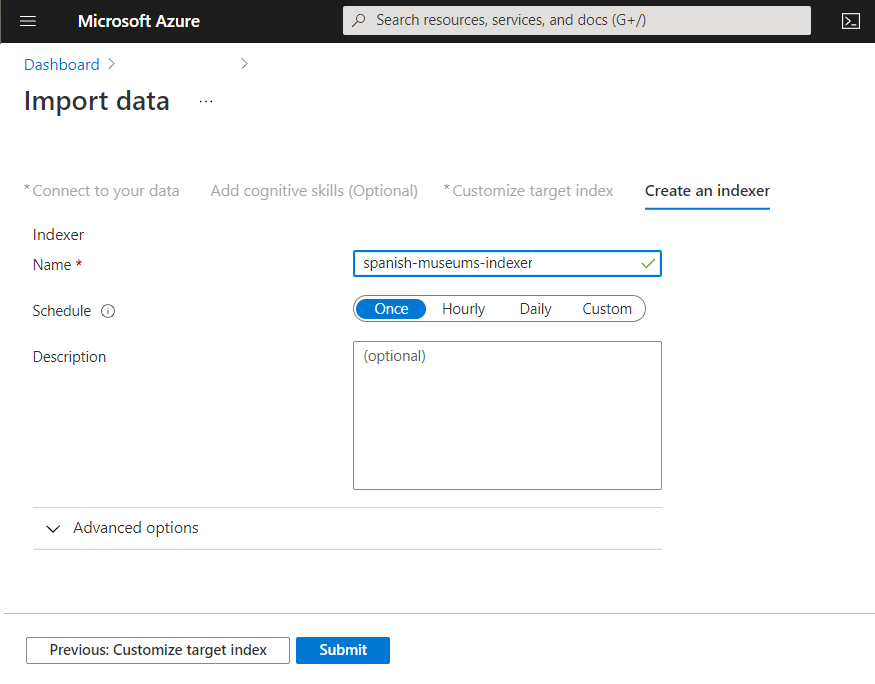 Microsoft Azure
Search resources, services, and docs (G+/)
Dashboard
Import data
...
* Connect to your data
Add cognitive skills (Optional)
* Customize target index
Create an indexer
Indexer
Name *
spanish-museums-indexer
Schedule
Once
Hourly
Daily
Custom
Description
(optional)
Advanced options
Previous: Customize target index
Submit